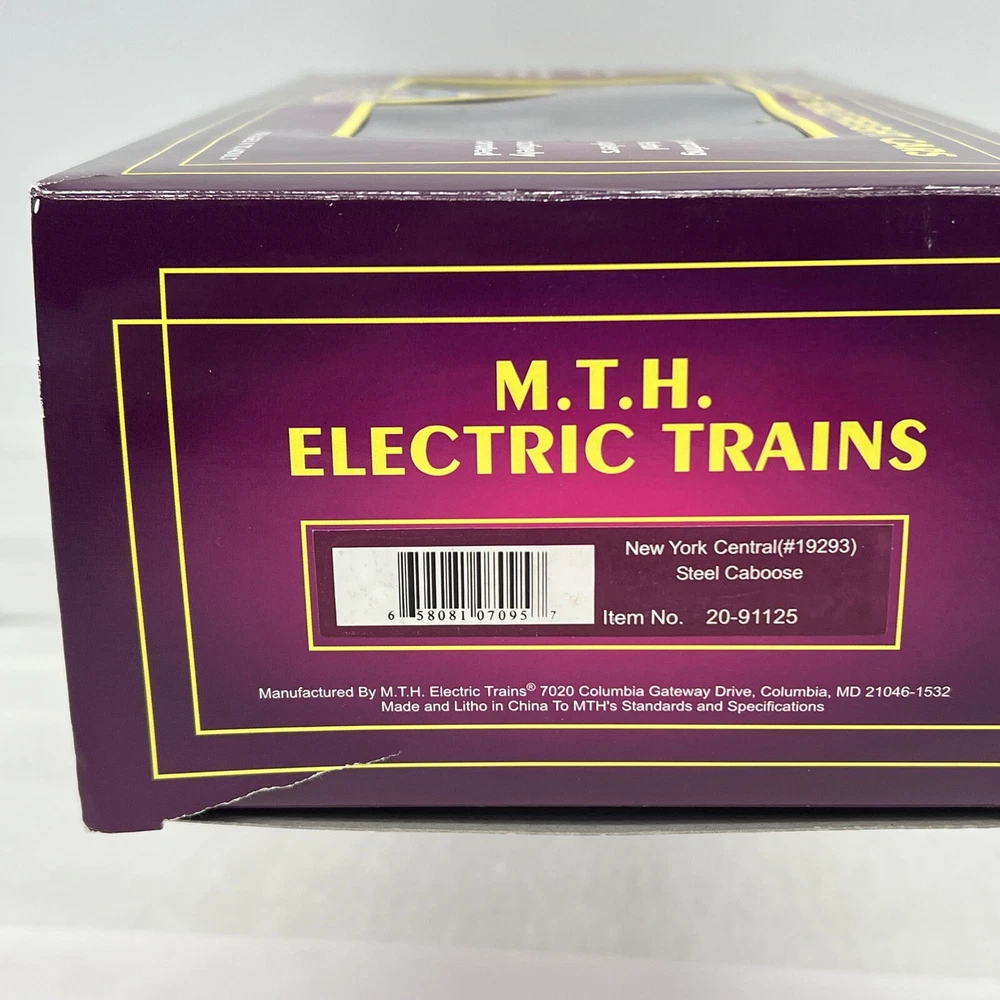 CARS
M.T.H.
ELECTRIC TRAINS
New York Central(#19293)
Steel Caboose
6 58081 07095 7
Item No. 20-91125
Manufactured By M.T.H. Electric Trains® 7020 Columbia Gateway Drive, Columbia, MD 21046-1532
Made and Litho in China To MTH's Standards and Specifications